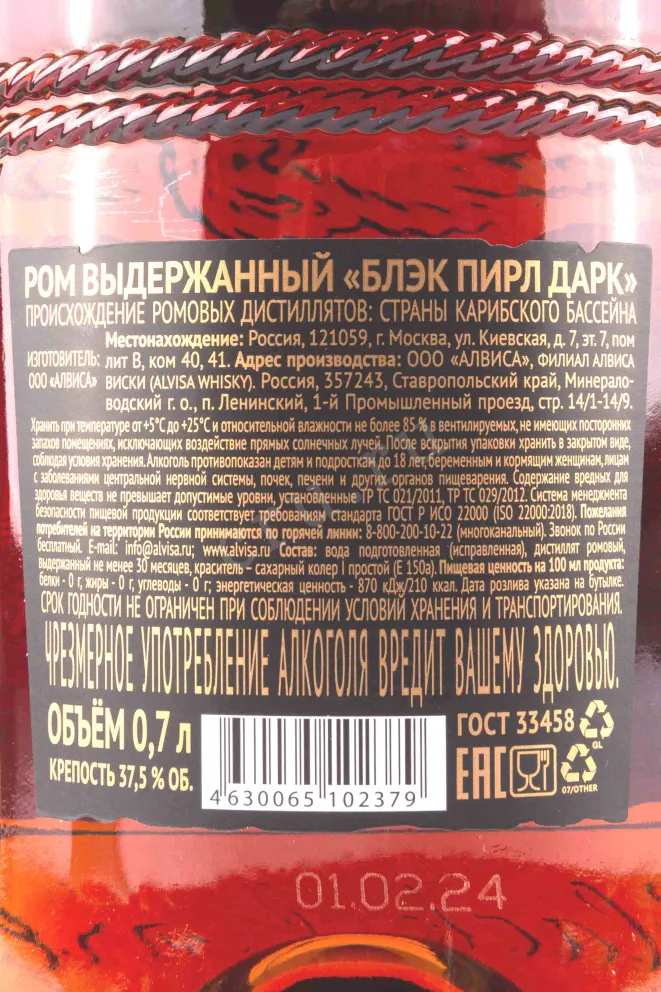 РОМ ВЫДЕРЖАННЫЙ «БЛЭК ПИРЛ ДАРК»
ПРОИСХОЖДЕНИЕ РОМОВЫХ ДИСТИЛЛЯТОВ: СТРАНЫ КАРИБСКОГО БАССЕЙНА
ИЗГОТОВИТЕЛЬ:
ООО «АЛВИСА»
Местонахождение: Россия, 121059, г. Москва, ул. Киевская, д. 7, эт. 7, пом
лит В, ком 40, 41. Адрес производства: ООО «АЛВИСА», ФИЛИАЛ АЛВИСА
ВИСКИ (ALVISA WHISKY). Россия, 357243, Ставропольский край, Минерало-
водский г. о., п. Ленинский, 1-й Промышленный проезд, стр. 14/1-14/9.
Хранить при температуре от +5°С до +25°С и относительной влажности не более 85 % в вентилируемых, не имеющих посторонних
запахов помещениях, исключающих воздействие прямых солнечных лучей. После вскрытия упаковки хранить в закрытом виде,
соблюдая условия хранения. Алкоголь противопоказан детям и подросткам до 18 лет, беременным и кормящим женщинам, лицам
с заболеваниями центральной нервной системы, почек, печени и других органов пищеварения. Содержание вредных для
здоровья веществ не превышает допустимые уровни, установленные ТР ТС 021/2011, ТР ТС 029/2012. Система менеджмента
безопасности пищевой продукции соответствует требованиям стандарта ГОСТ Р ИСО 22000 (ISO 22000:2018). Пожелания
потребителей на территории России принимаются по горячей линии: 8-800-200-10-22 (многоканальный). Звонок по России
бесплатный. E-mail: info@alvisa.ru, www.alvisa.ru Состав: вода подготовленная (исправленная), дистиллят ромовый,
выдержанный не менее 30 месяцев, краситель - сахарный колер I простой (Е 150а). Пищевая ценность на 100 мл продукта:
белки - 0 г, жиры - 0 г, углеводы - 0 г; энергетическая ценность - 870 кДж/210 ккал. Дата розлива указана на бутылке.
СРОК ГОДНОСТИ НЕ ОГРАНИЧЕН ПРИ СОБЛЮДЕНИИ УСЛОВИЙ ХРАНЕНИЯ И ТРАНСПОРТИРОВАНИЯ.
ЧРЕЗМЕРНОЕ УПОТРЕБЛЕНИЕ АЛКОГОЛЯ ВРЕДИТ ВАШЕМУ ЗДОРОВЬЮ.
ОБЪЁМ 0,7 л
КРЕПОСТЬ 37,5 % ОБ.
4 630065 102379
ГОСТ 33458
GL
EAC
07/OTHER
01.02.24